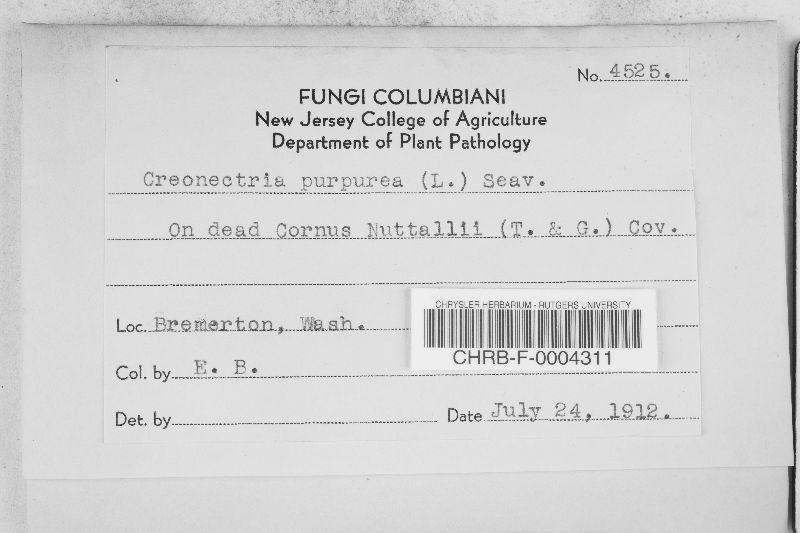 No. 4525.
FUNGI COLUMBIANI
New Jersey College of Agriculture
Department of Plant Pathology
Creonectria purpurea (L.) Seav.
On dead Cornus Nuttallii (T. & G.) Cov.
Loc. Bremerton, Wash.
CHRYSLER HERBARIUM - RUTGERS UNIVERSITY
CHRB-F-0004311
Col. by E. B.
Det. by
Date July 24, 1912.